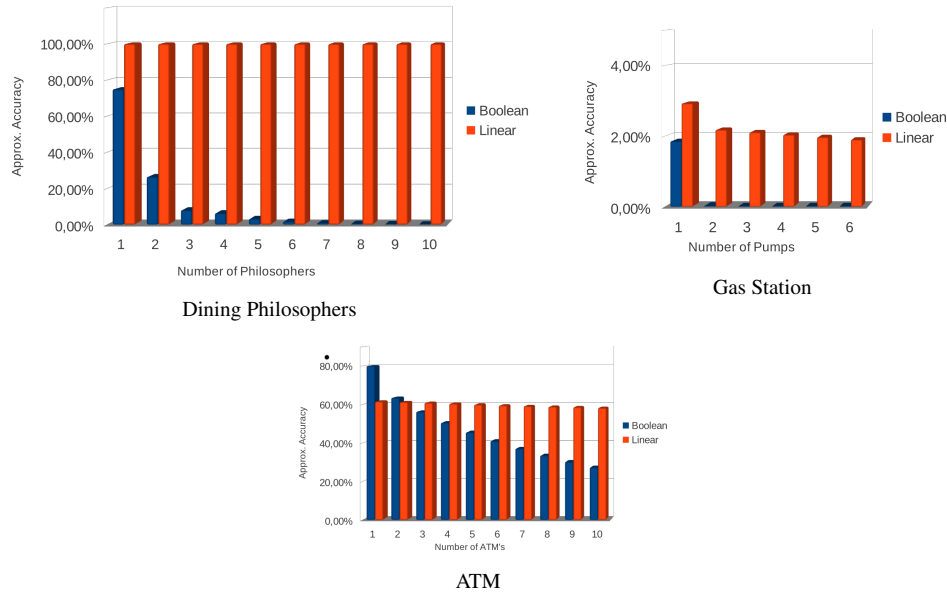 100,00%
80,00%
60,00%
40,00%
20,00%
0,00%
Approx. Accuracy
1 2 3 4 5 6 7 8 9 10
Number of Philosophers
Boolean
Linear
Dining Philosophers
4,00%
2,00%
0,00%
Approx. Accuracy
1 2 3 4 5 6
Number of Pumps
Boolean
Linear
Gas Station
•
80,00%
60,00%
40,00%
20,00%
0,00%
Approx. Accuracy
1 2 3 4 5 6 7 8 9 10
Number of ATM's
Boolean
Linear
ATM